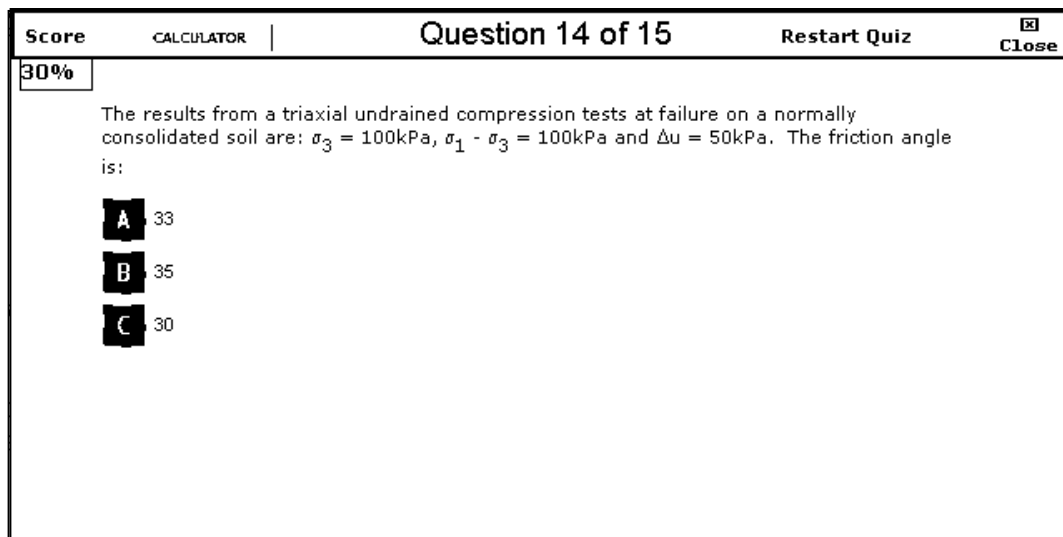 Score CALCULATOR | Question 14 of 15 Restart Quiz Close
30%
The results from a triaxial undrained compression tests at failure on a normally
consolidated soil are: σ3 = 100kPa, σ1 - σ3 = 100kPa and Δu = 50kPa. The friction angle
is:
A 33
B 35
C 30